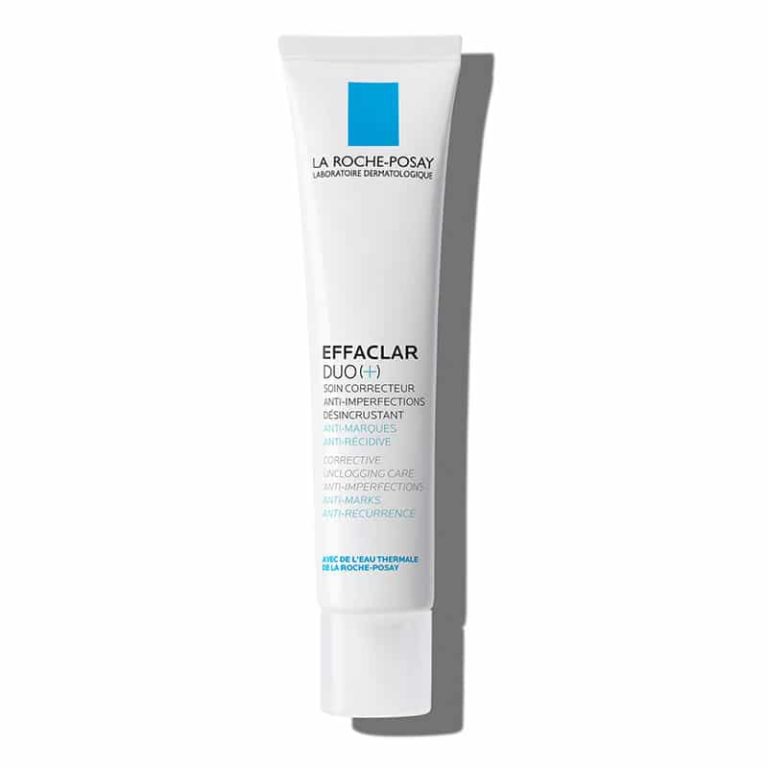 LA ROCHE-POSAY
LABORATOIRE DERMATOLOGIQUE
EFFACLAR
DUO(+)
SOIN CORRECTEUR
ANTI-IMPERFECTIONS
DÉSINCRUSTANT
ANTI-MARQUES
ANTI-RÉCIDIVE
CORRECTIVE
UNCLOGGING CARE
ANTI-IMPERFECTIONS
ANTI-MARKS
ANTI-RECURRENCE
AVEC DE L'EAU THERMALE
DE LA ROCHE-POSAY